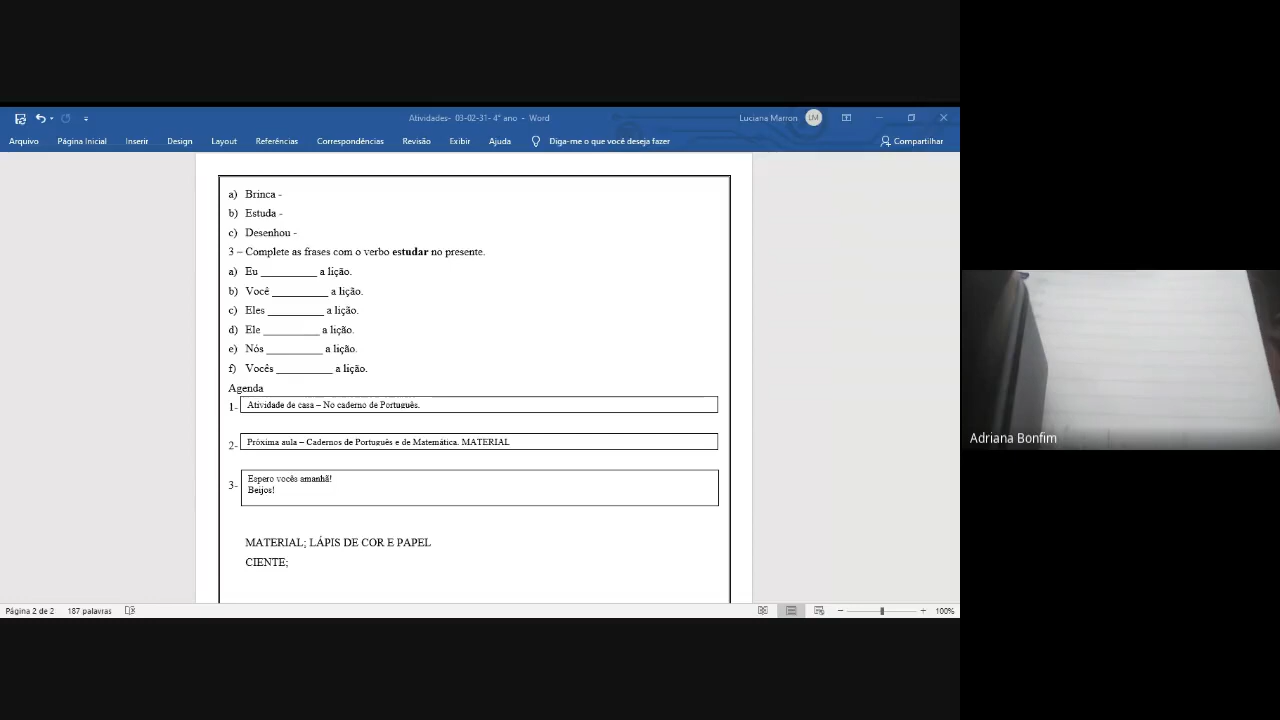 Atividades- 03-02-31- 4° ano - Word
Luciana Marron
LM
Arquivo Página Inicial Inserir Design Layout Referências Correspondências Revisão Exibir Ajuda Diga-me o que você deseja fazer Compartilhar
a) Brinca -
b) Estuda -
c) Desenhou -
3 – Complete as frases com o verbo estudar no presente.
a) Eu __________ a lição.
b) Você __________ a lição.
c) Eles __________ a lição.
d) Ele __________ a lição.
e) Nós __________ a lição.
f) Vocês __________ a lição.
Agenda
1- Atividade de casa – No caderno de Português.
2- Próxima aula – Cadernos de Português e de Matemática. MATERIAL
3- Espero vocês amanhã!
Beijos!
MATERIAL; LÁPIS DE COR E PAPEL
CIENTE;
Página 2 de 2 187 palavras 100%
Adriana Bonfim